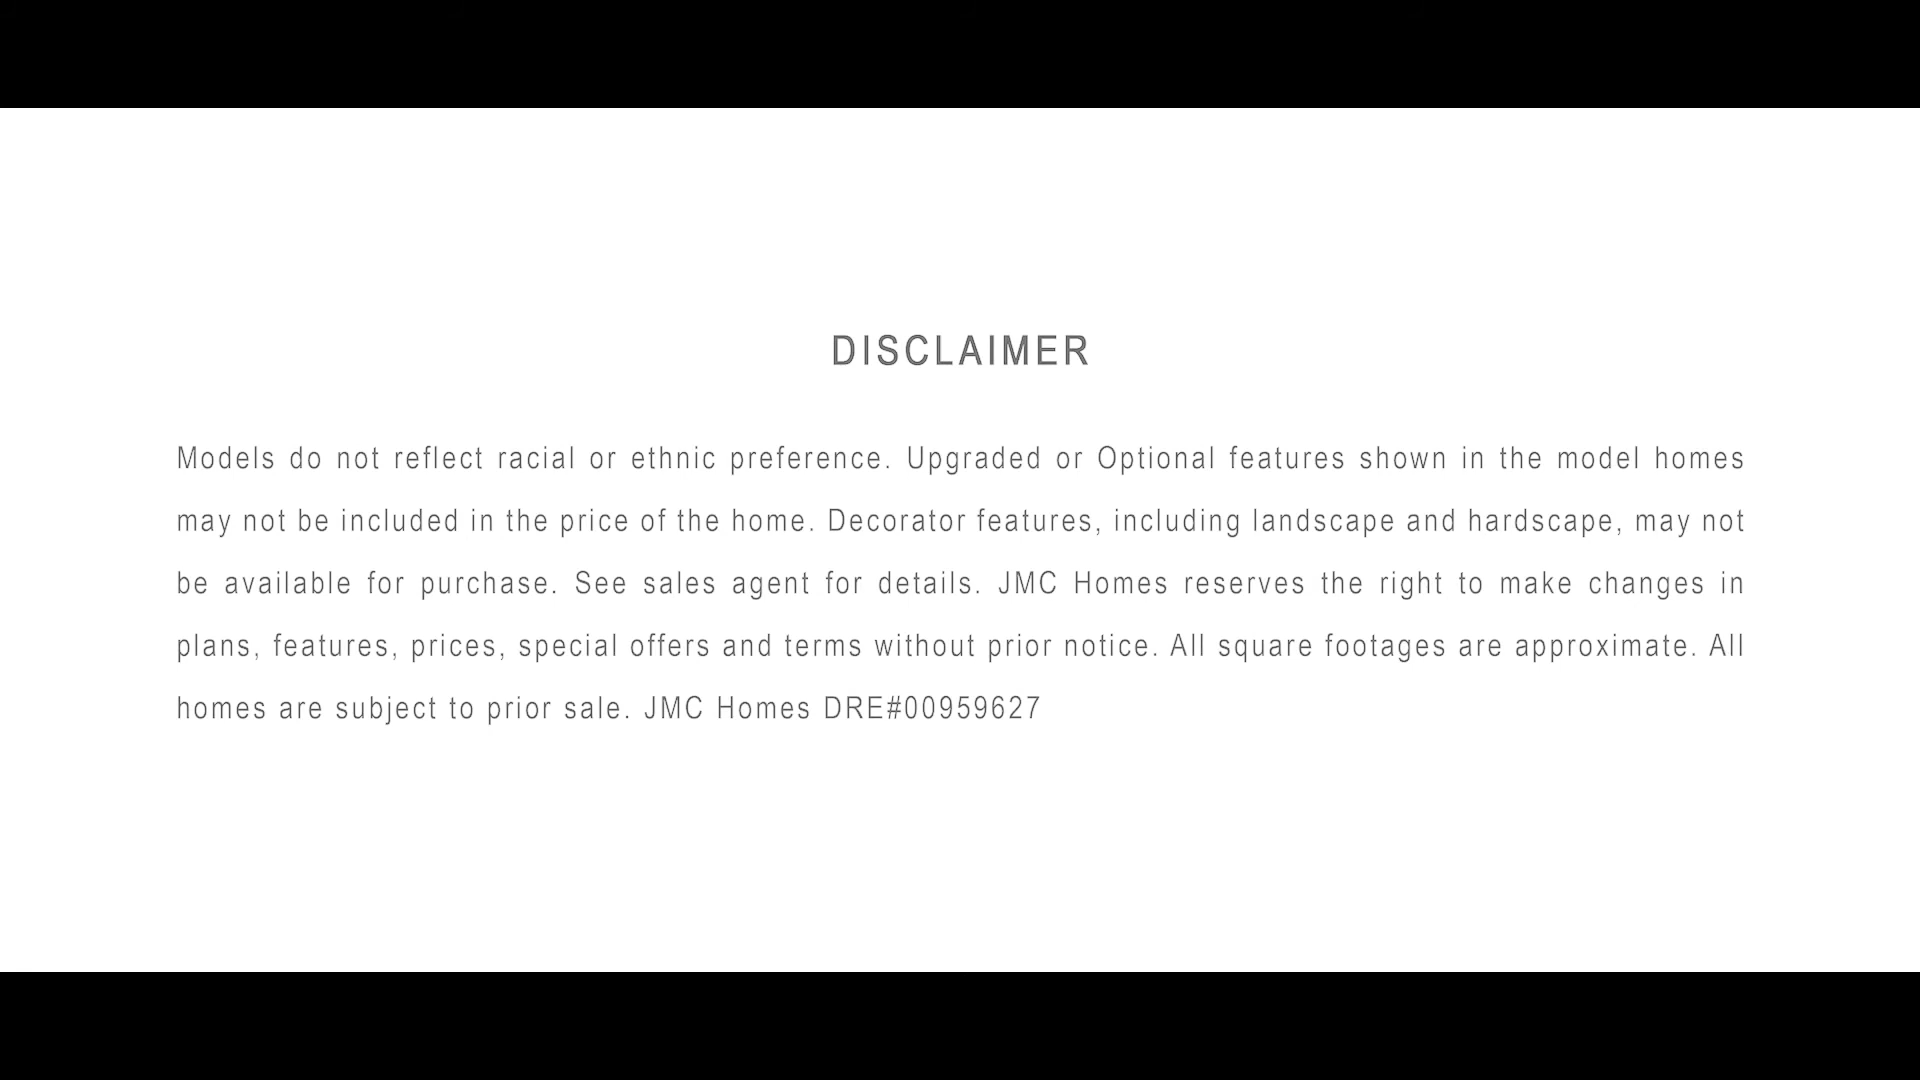 DISCLAIMER
Models do not reflect racial or ethnic preference. Upgraded or Optional features shown in the model homes
may not be included in the price of the home. Decorator features, including landscape and hardscape, may not
be available for purchase. See sales agent for details. JMC Homes reserves the right to make changes in
plans, features, prices, special offers and terms without prior notice. All square footages are approximate. All
homes are subject to prior sale. JMC Homes DRE#00959627